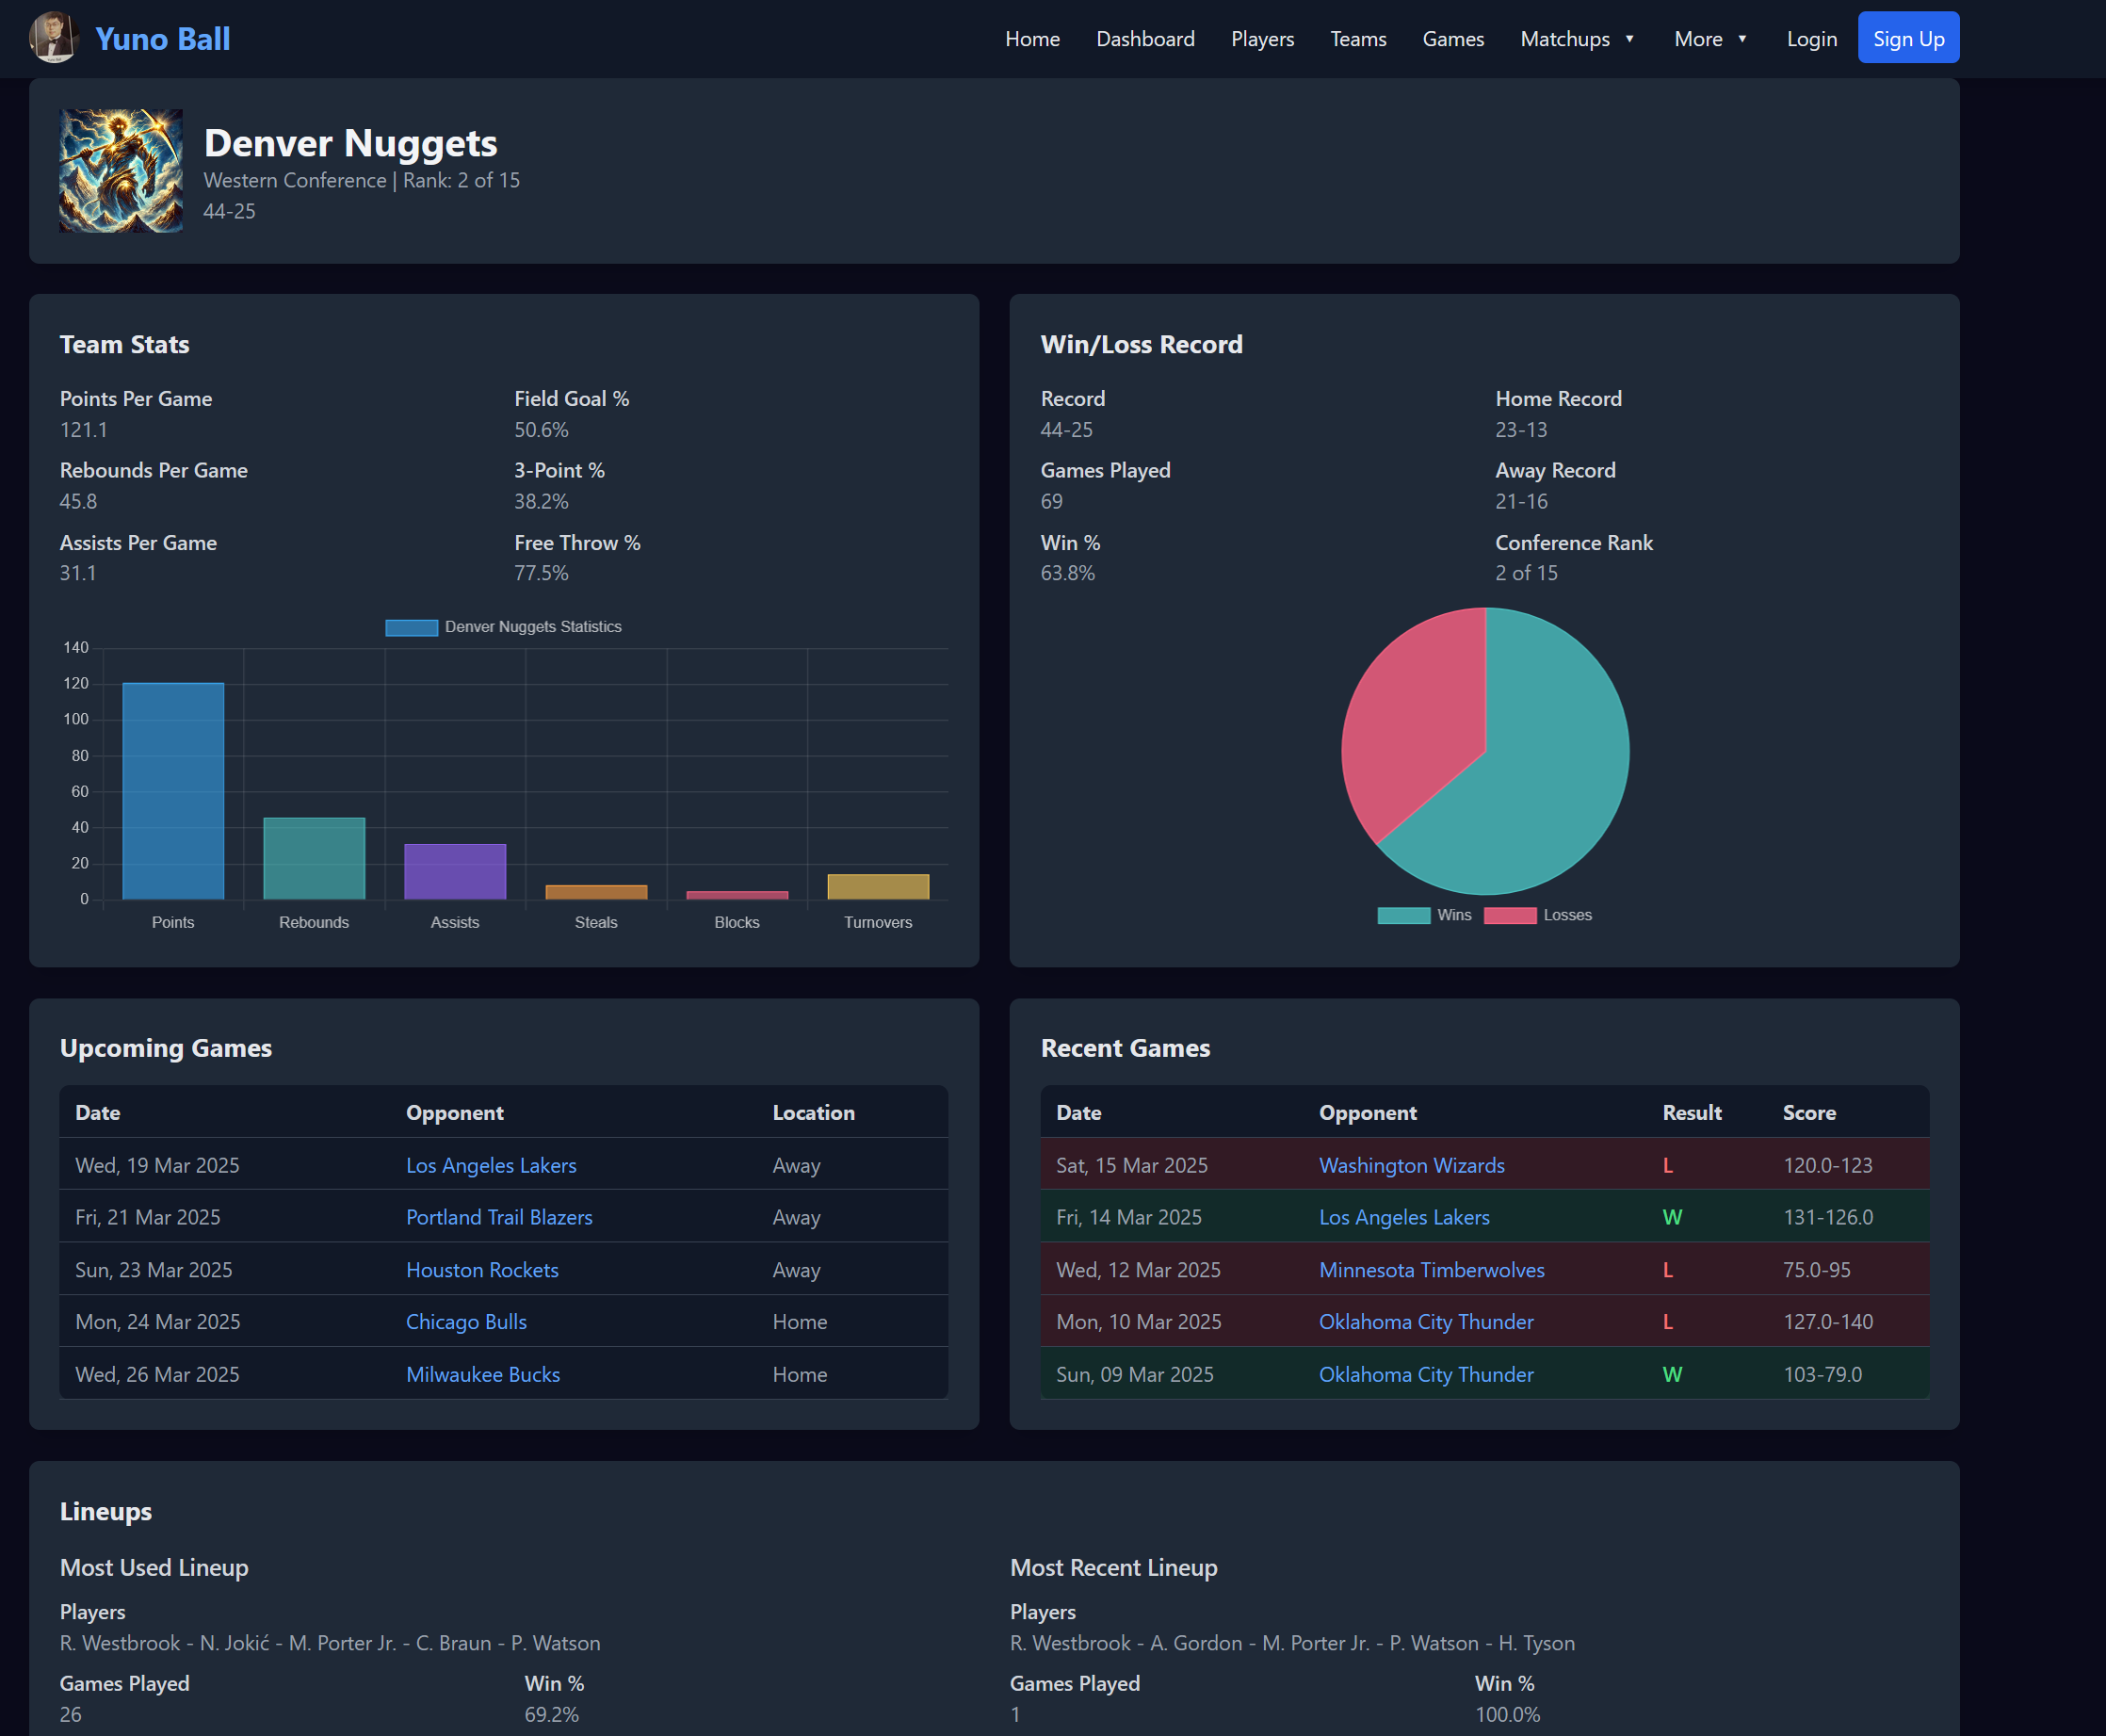 Yuno Ball
Home Dashboard Players Teams Games Matchups ▼ More ▼ Login Sign Up
Denver Nuggets
Western Conference | Rank: 2 of 15
44-25
Team Stats
Points Per Game Field Goal %
121.1 50.6%
Rebounds Per Game 3-Point %
45.8 38.2%
Assists Per Game Free Throw %
31.1 77.5%
Denver Nuggets Statistics
140
120
100
80
60
40
20
0
Points Rebounds Assists Steals Blocks Turnovers
Win/Loss Record
Record Home Record
44-25 23-13
Games Played Away Record
69 21-16
Win % Conference Rank
63.8% 2 of 15
Wins Losses
Upcoming Games
Date Opponent Location
Wed, 19 Mar 2025 Los Angeles Lakers Away
Fri, 21 Mar 2025 Portland Trail Blazers Away
Sun, 23 Mar 2025 Houston Rockets Away
Mon, 24 Mar 2025 Chicago Bulls Home
Wed, 26 Mar 2025 Milwaukee Bucks Home
Recent Games
Date Opponent Result Score
Sat, 15 Mar 2025 Washington Wizards L 120.0-123
Fri, 14 Mar 2025 Los Angeles Lakers W 131-126.0
Wed, 12 Mar 2025 Minnesota Timberwolves L 75.0-95
Mon, 10 Mar 2025 Oklahoma City Thunder L 127.0-140
Sun, 09 Mar 2025 Oklahoma City Thunder W 103-79.0
Lineups
Most Used Lineup
Players
R. Westbrook - N. Jokić - M. Porter Jr. - C. Braun - P. Watson
Games Played Win %
26 69.2%
Most Recent Lineup
Players
R. Westbrook - A. Gordon - M. Porter Jr. - P. Watson - H. Tyson
Games Played Win %
1 100.0%